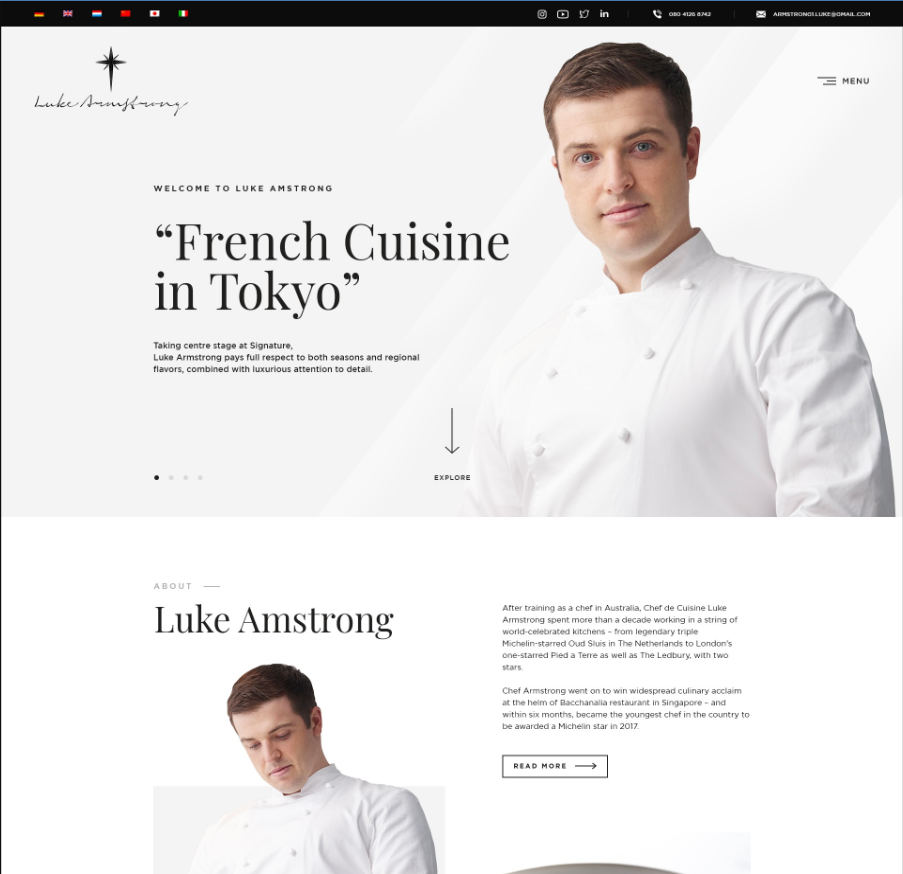 080 4126 8742
ARMSTRONG1.LUKE@GMAIL.COM
Luke Armstrong
MENU
WELCOME TO LUKE AMSTRONG
“French Cuisine
in Tokyo”
Taking centre stage at Signature,
Luke Armstrong pays full respect to both seasons and regional
flavors, combined with luxurious attention to detail.
EXPLORE
ABOUT
Luke Amstrong
After training as a chef in Australia, Chef de Cuisine Luke
Armstrong spent more than a decade working in a string of
world-celebrated kitchens – from legendary triple
Michelin-starred Oud Sluis in The Netherlands to London's
one-starred Pied a Terre as well as The Ledbury, with two
stars.
Chef Armstrong went on to win widespread culinary acclaim
at the helm of Bacchanalia restaurant in Singapore – and
within six months, became the youngest chef in the country to
be awarded a Michelin star in 2017.
READ MORE